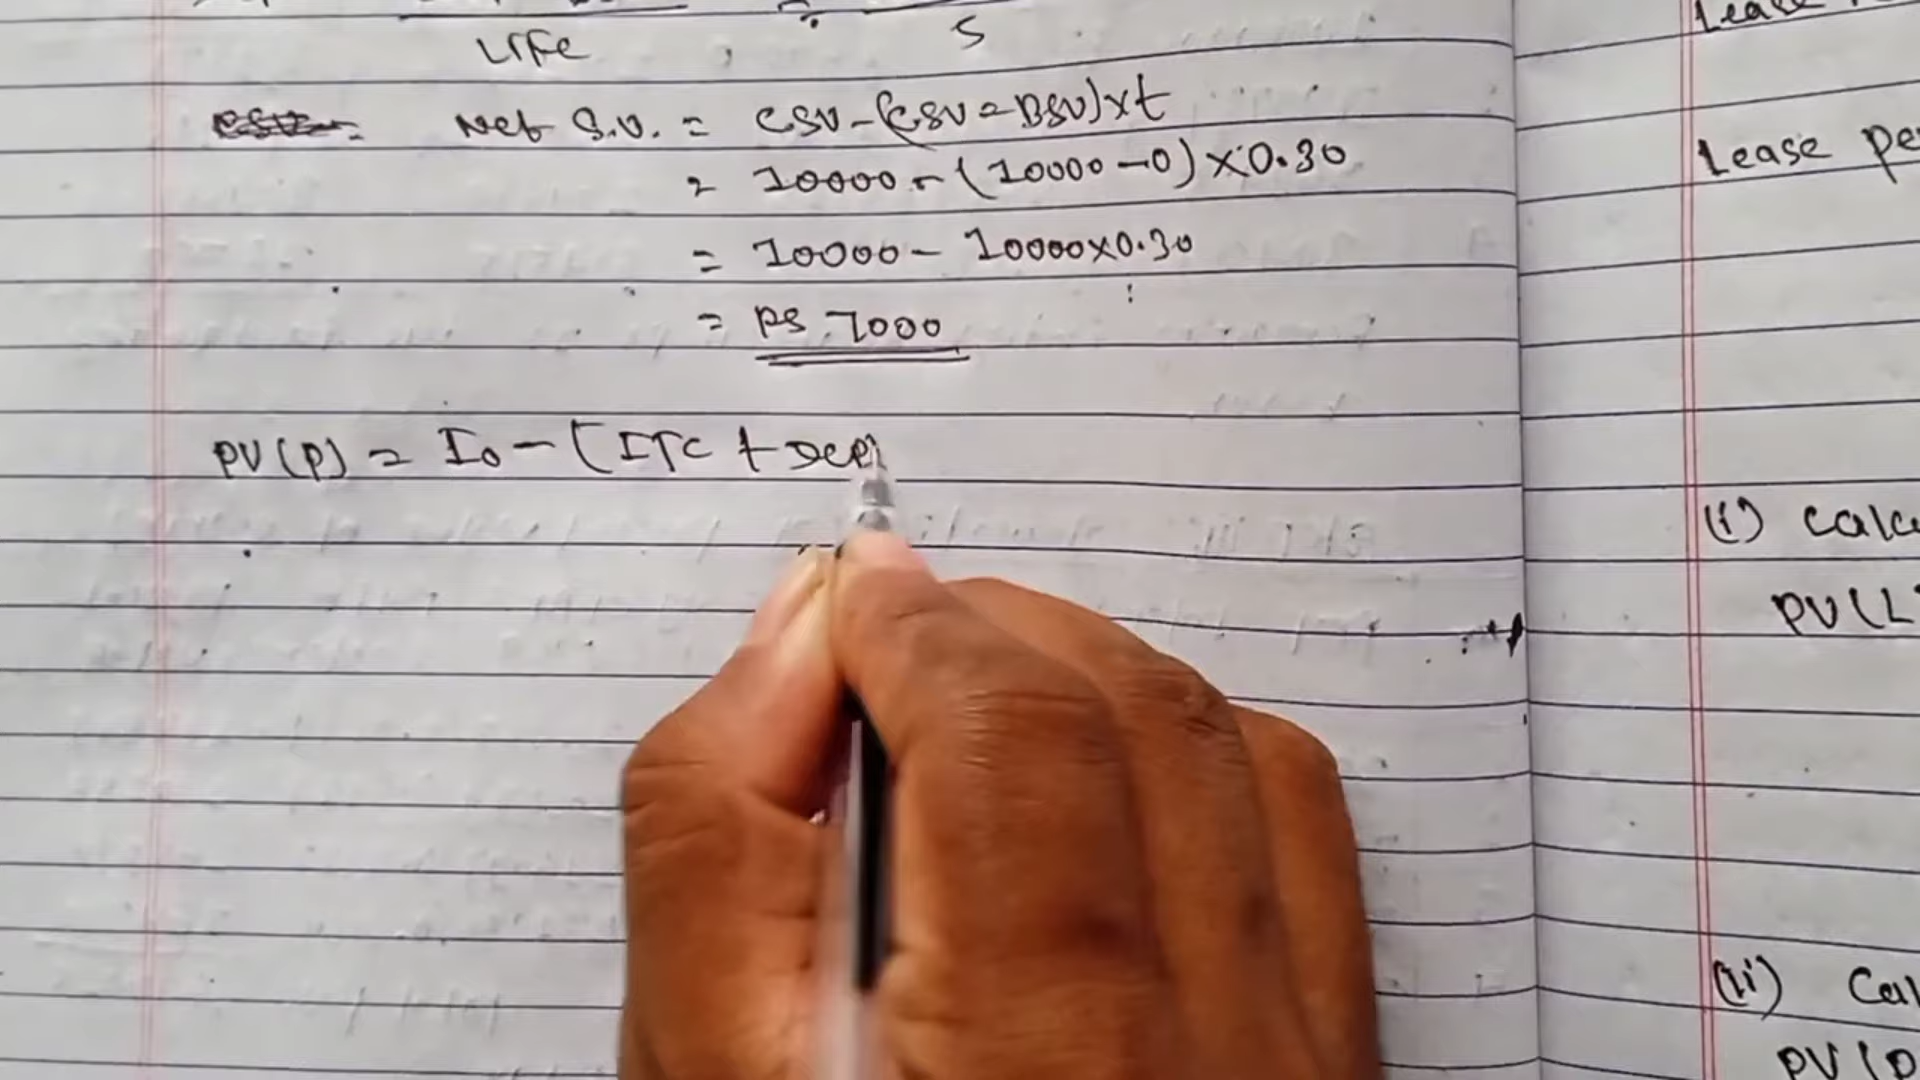 Life 5
Net S.V. = CSV - (CSV - BSV) x t
= 10000 - (10000 - 0) x 0.30
= 10000 - 10000 x 0.30
= RS 7000
PV(P) = I0 - [ITC + Dep
Lease
Lease pe
(i) Calc
PV(L
(ii) Cal
PV(